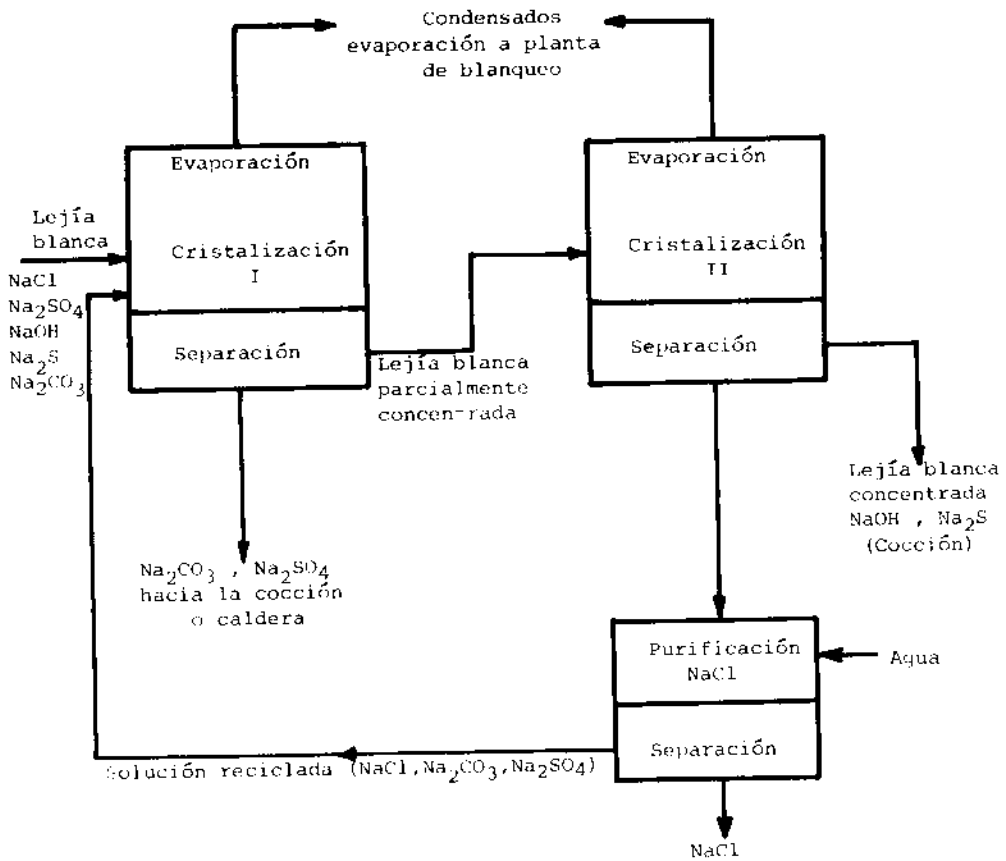 Condensados
evaporación a planta
de blanqueo
Evaporación
Cristalización
I
Separación
Evaporación
Cristalización
II
Separación
Lejía
blanca
NaCl
Na2SO4
NaOH
Na2S
Na2CO3
Lejía blanca
parcialmente
concen-rada
Lejía blanca
concentrada
NaOH , Na2S
(Cocción)
Na2CO3 , Na2SO4
hacia la cocción
o caldera
Purificación
NaCl
Separación
Agua
Solución reciclada (NaCl,Na2CO3,Na2SO4)
NaCl